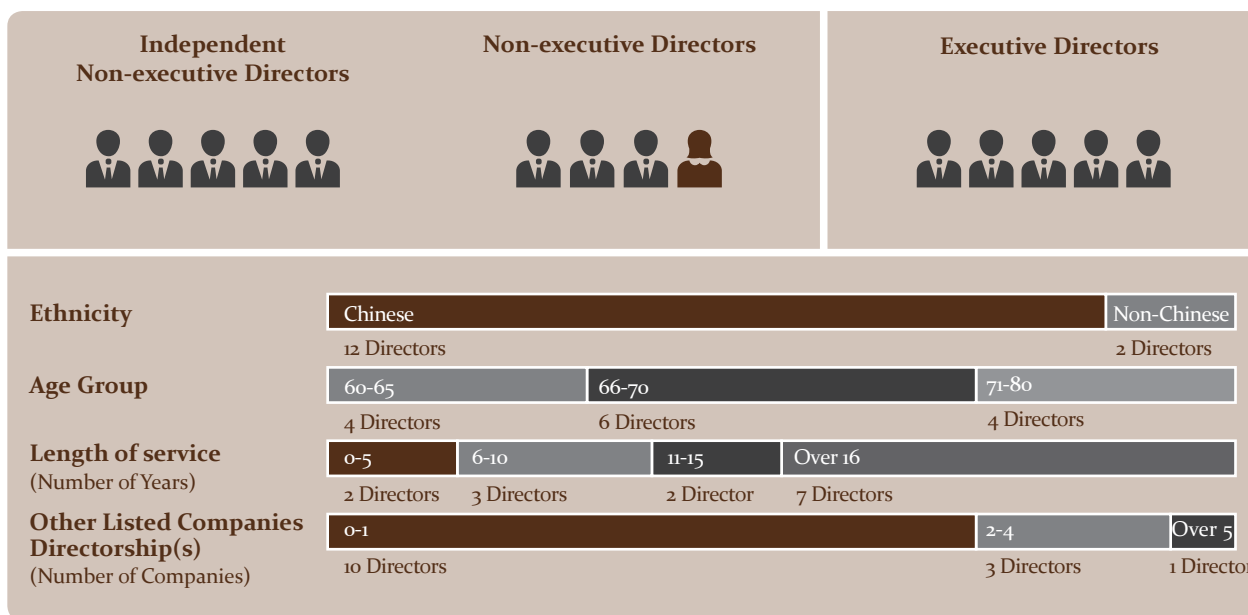 Independent
Non-executive Directors
Non-executive Directors
Executive Directors
Ethnicity
Chinese
Non-Chinese
12 Directors
2 Directors
Age Group
60-65
66-70
71-80
4 Directors
6 Directors
4 Directors
Length of service
(Number of Years)
0-5
6-10
11-15
Over 16
2 Directors
3 Directors
2 Director
7 Directors
Other Listed Companies
Directorship(s)
(Number of Companies)
0-1
2-4
Over 5
10 Directors
3 Directors
1 Director